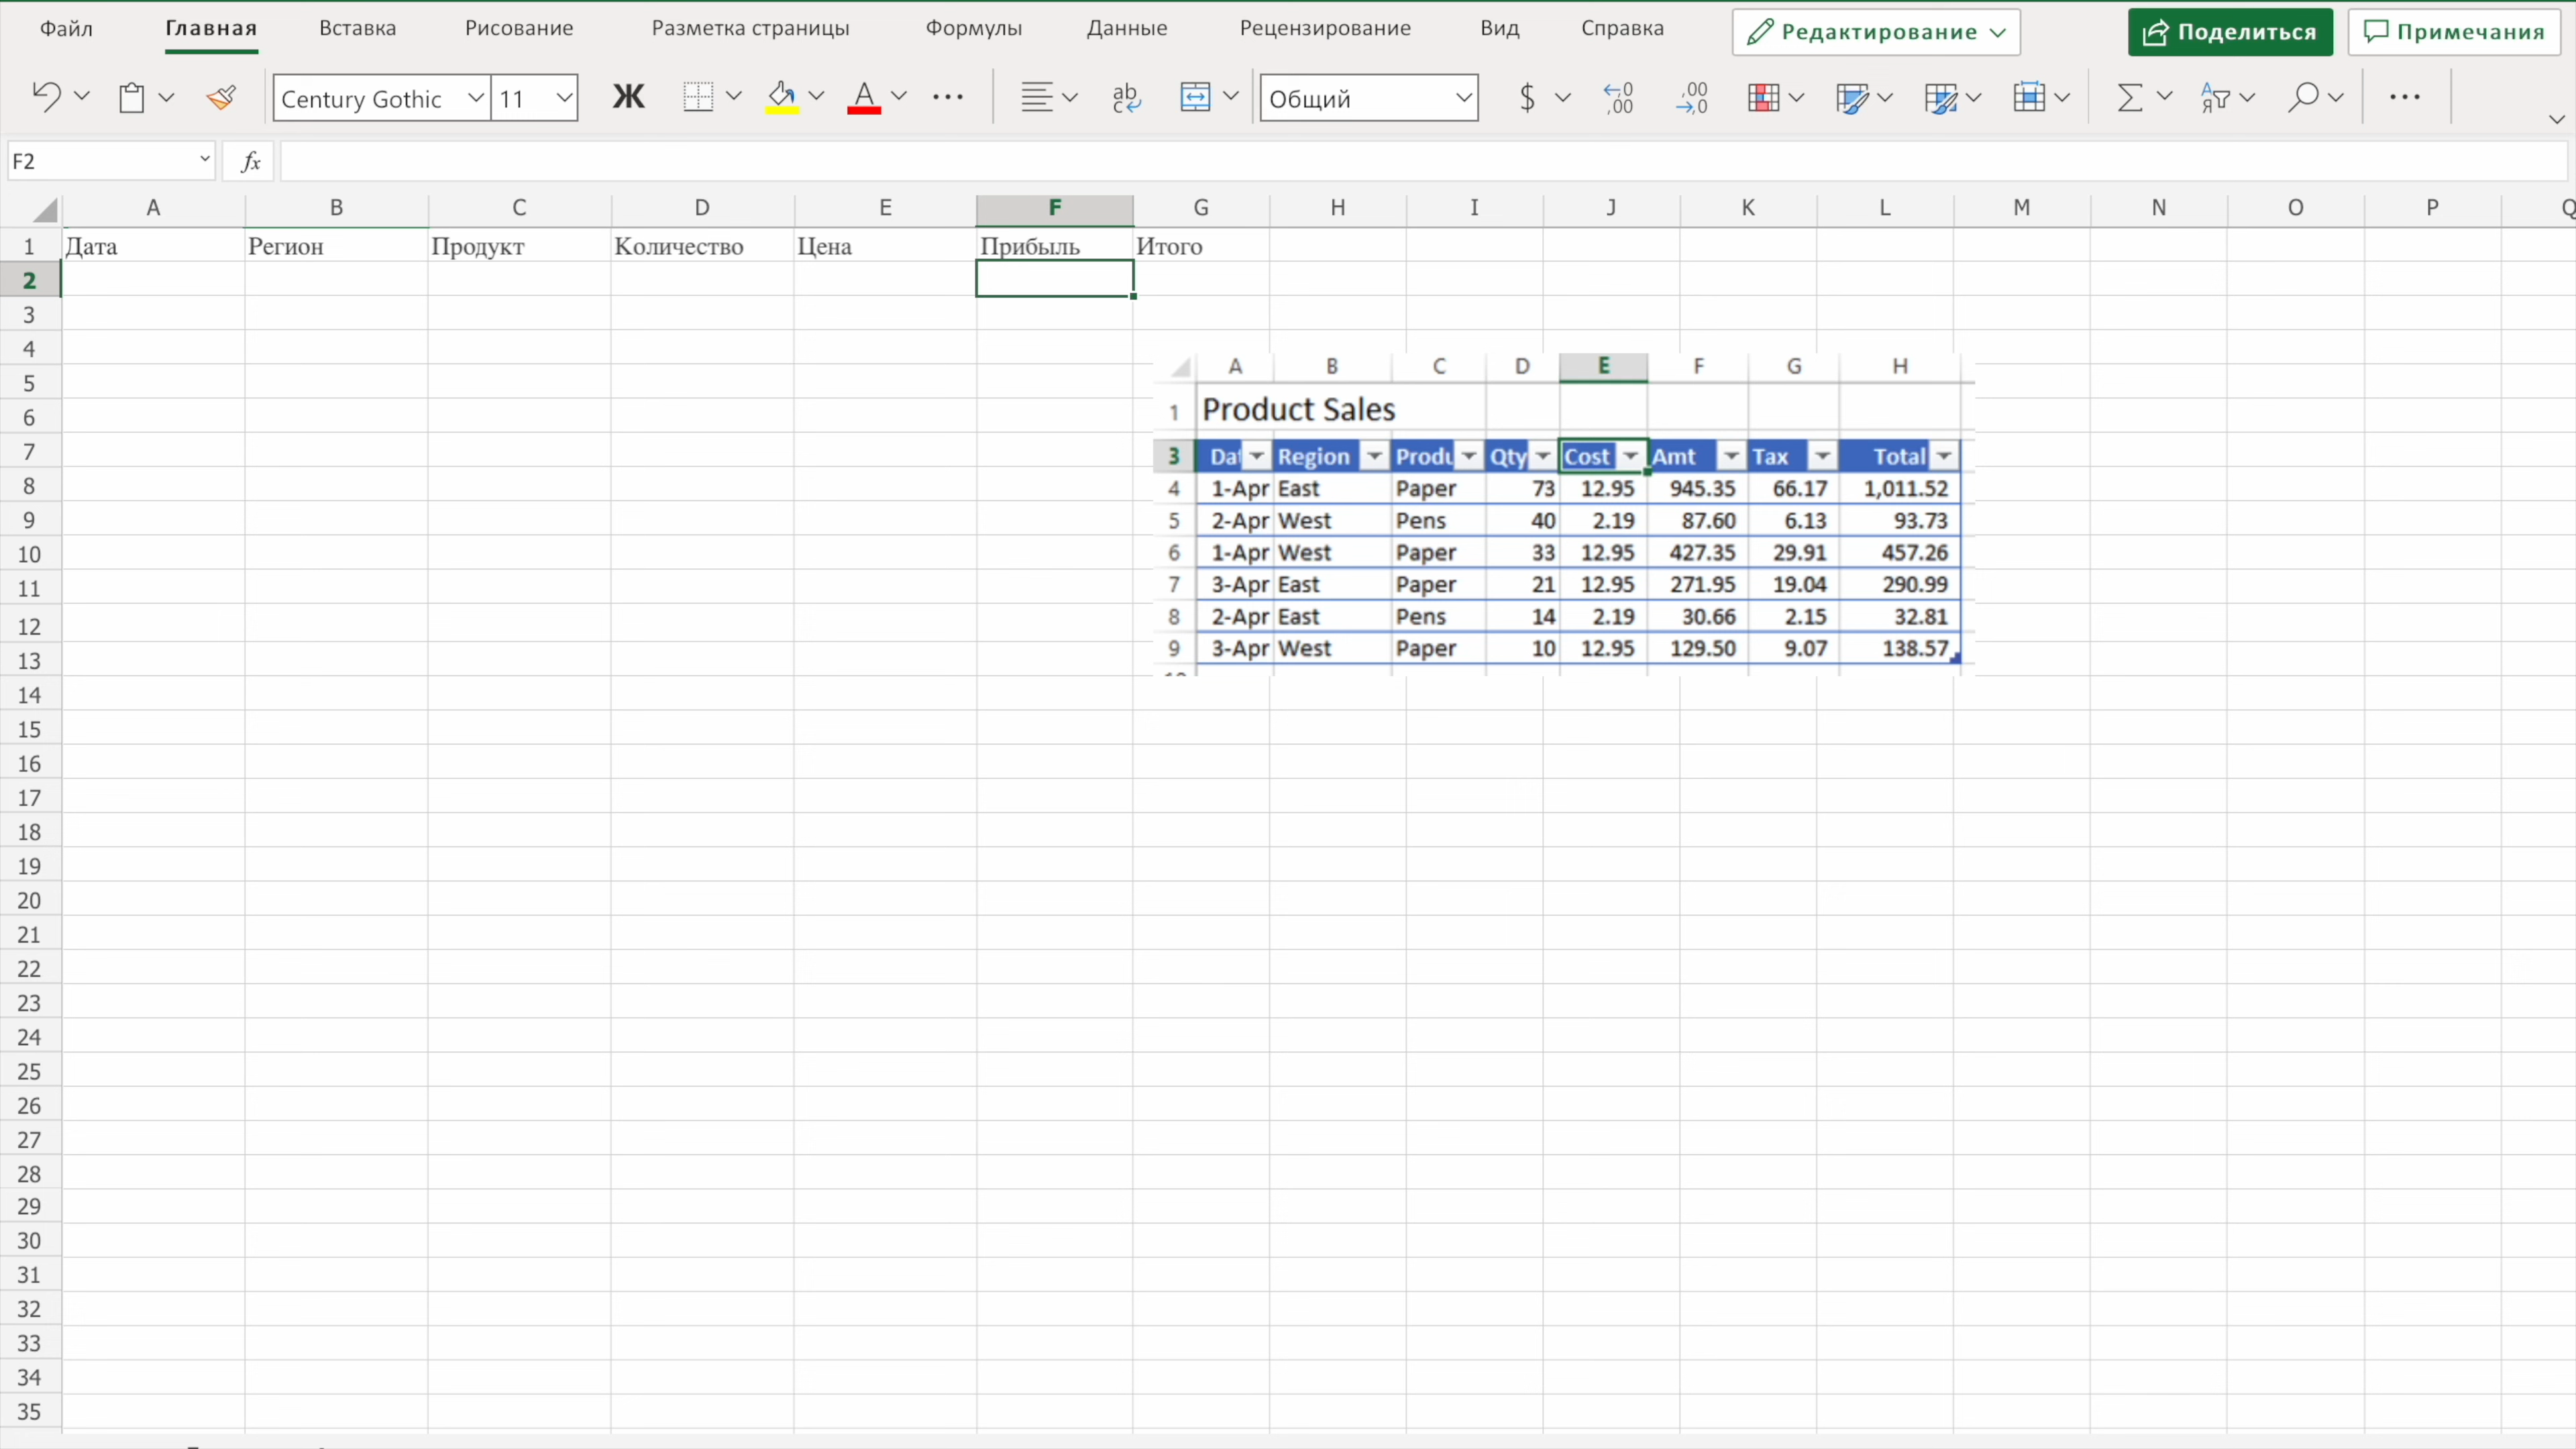 Файл Главная Вставка Рисование Разметка страницы Формулы Данные Рецензирование Вид Справка Редактирование Поделиться Примечания
Century Gothic 11 Ж A ab c Общий $ ←0 ,00 ,00 →,0 А Я
F2 fx
A B C D E F G H I J K L M N O P Q
1 Дата Регион Продукт Количество Цена Прибыль Итого
2
3
4
5
6
7
8
9
10
11
12
13
14
15
16
17
18
19
20
21
22
23
24
25
26
27
28
29
30
31
32
33
34
35
A B C D E F G H
1 Product Sales
3 Dat Region Produ Qty Cost Amt Tax Total
4 1-Apr East Paper 73 12.95 945.35 66.17 1,011.52
5 2-Apr West Pens 40 2.19 87.60 6.13 93.73
6 1-Apr West Paper 33 12.95 427.35 29.91 457.26
7 3-Apr East Paper 21 12.95 271.95 19.04 290.99
8 2-Apr East Pens 14 2.19 30.66 2.15 32.81
9 3-Apr West Paper 10 12.95 129.50 9.07 138.57